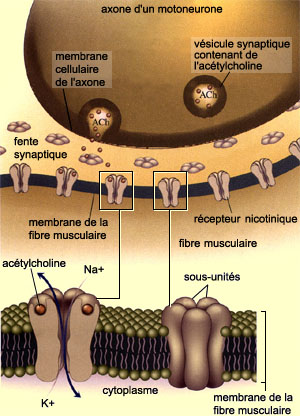 axone d'un motoneurone
membrane
cellulaire
de l'axone
vésicule synaptique
contenant de
l'acétylcholine
ACh
ACh
fente
synaptique
membrane de la
fibre musculaire
récepteur nicotinique
fibre musculaire
acétylcholine
Na+
sous-unités
K+
cytoplasme
membrane de la
fibre musculaire